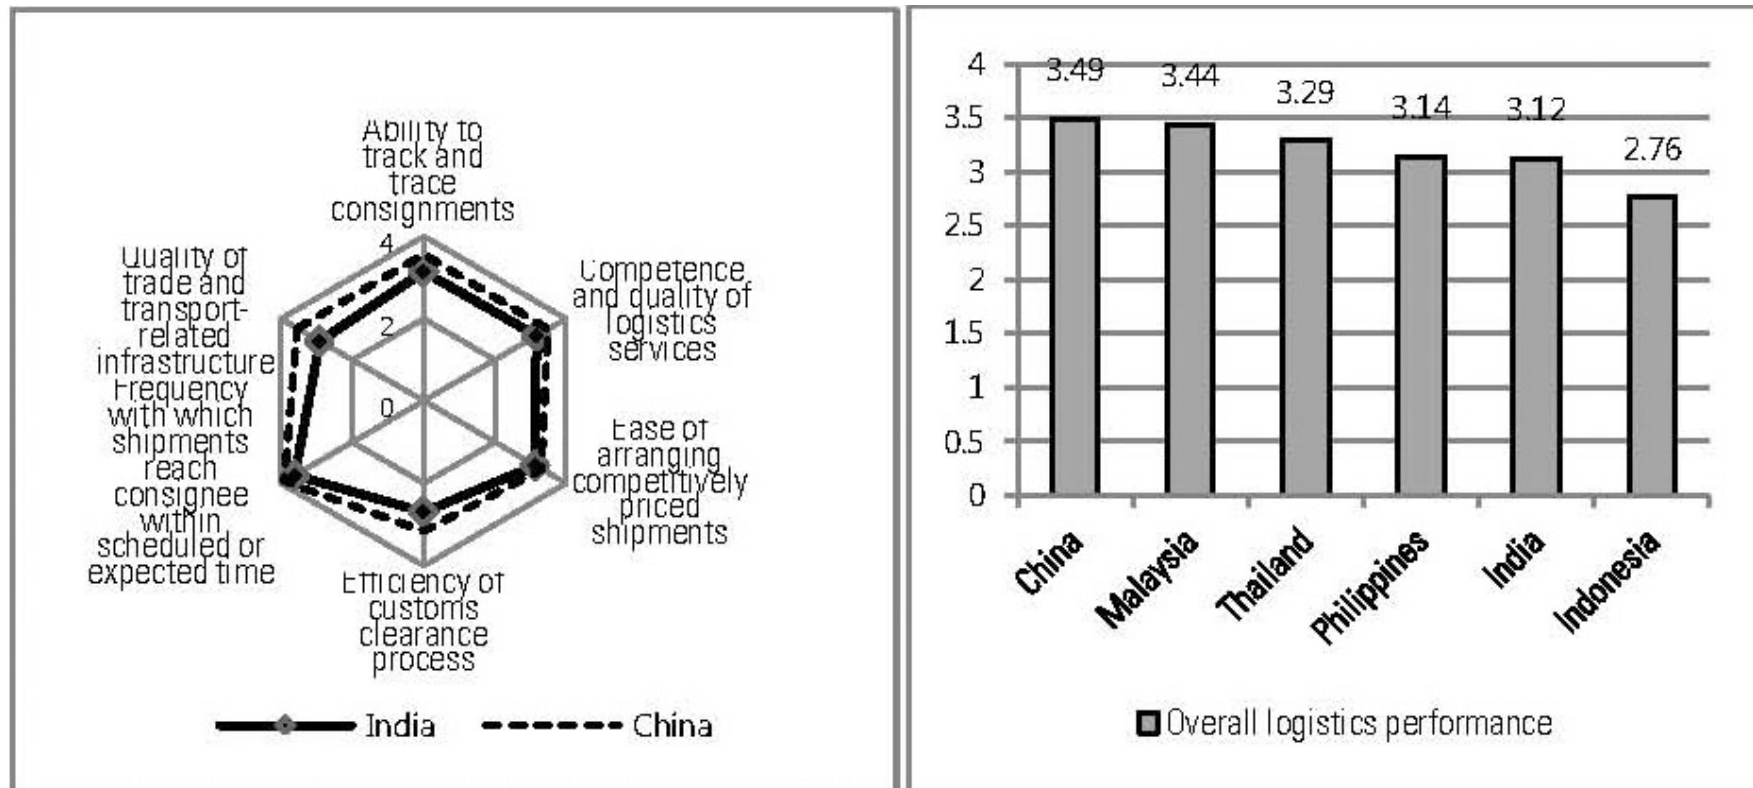 Ability to
track and
trace
consignments
Quality of
trade and
transport-
related
infrastructure
Competence
and quality of
logistics
services
4
2
0
Frequency
with which
shipments
reach
consignee
within
scheduled or
expected time
Ease of
arranging
competitively
priced
shipments
Efficiency of
customs
clearance
process
India
China
4
3.5
3
2.5
2
1.5
1
0.5
0
3.49
3.44
3.29
3.14
3.12
2.76
China
Malaysia
Thailand
Philippines
India
Indonesia
Overall logistics performance